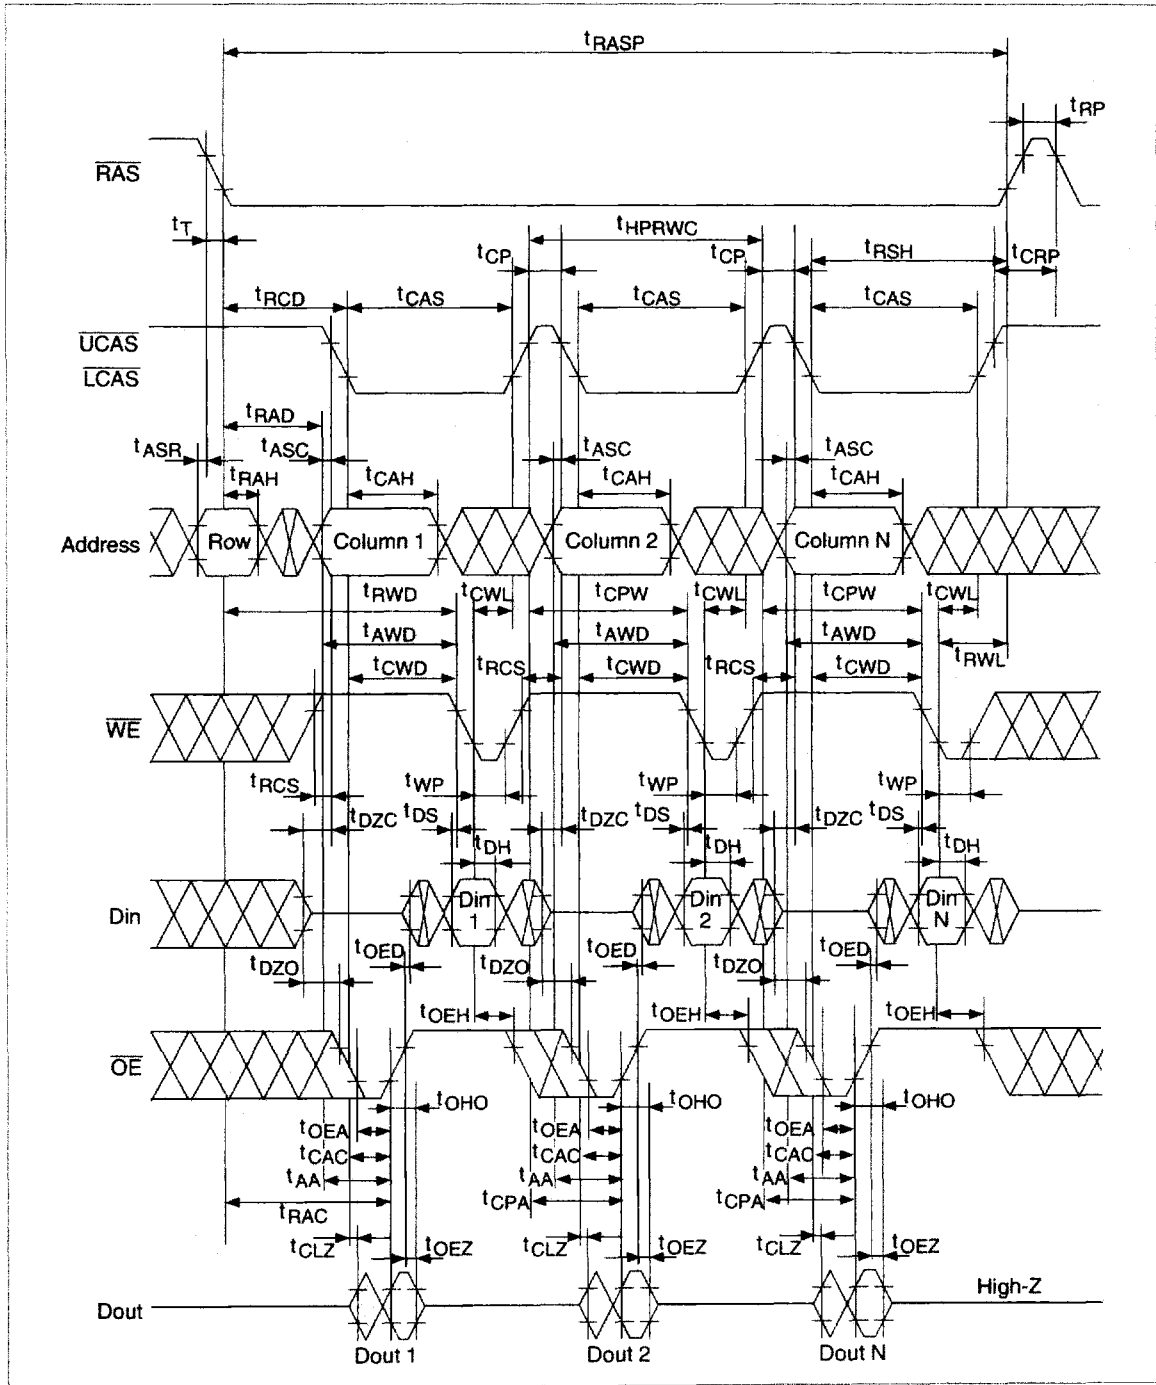 tRASP
tRP
RAS
tT
tHPRWC
tCP tCP tRSH tCRP
tRCD tCAS tCAS tCAS
UCAS
LCAS
tRAD
tASR tASC tASC tASC
tRAH tCAH tCAH tCAH
Address Row Column 1 Column 2 Column N
tRWD tCWL tCPW tCWL tCPW tCWL
tAWD tAWD tAWD
tCWD tRCS tCWD tRCS tCWD tRWL
WE
tRCS tWP tWP tWP
tDZC tDS tDZC tDS tDZC tDS
tDH tDH tDH
Din Din 1 Din 2 Din N
tDZO tOED tDZO tOED tDZO tOED
tOEH tOEH tOEH
OE
tOHO tOHO tOHO
tOEA tOEA tOEA
tCAC tCAC tCAC
tAA tAA tAA
tRAC tCPA tCPA
tCLZ tOEZ tCLZ tOEZ tCLZ tOEZ
High-Z
Dout
Dout 1 Dout 2 Dout N